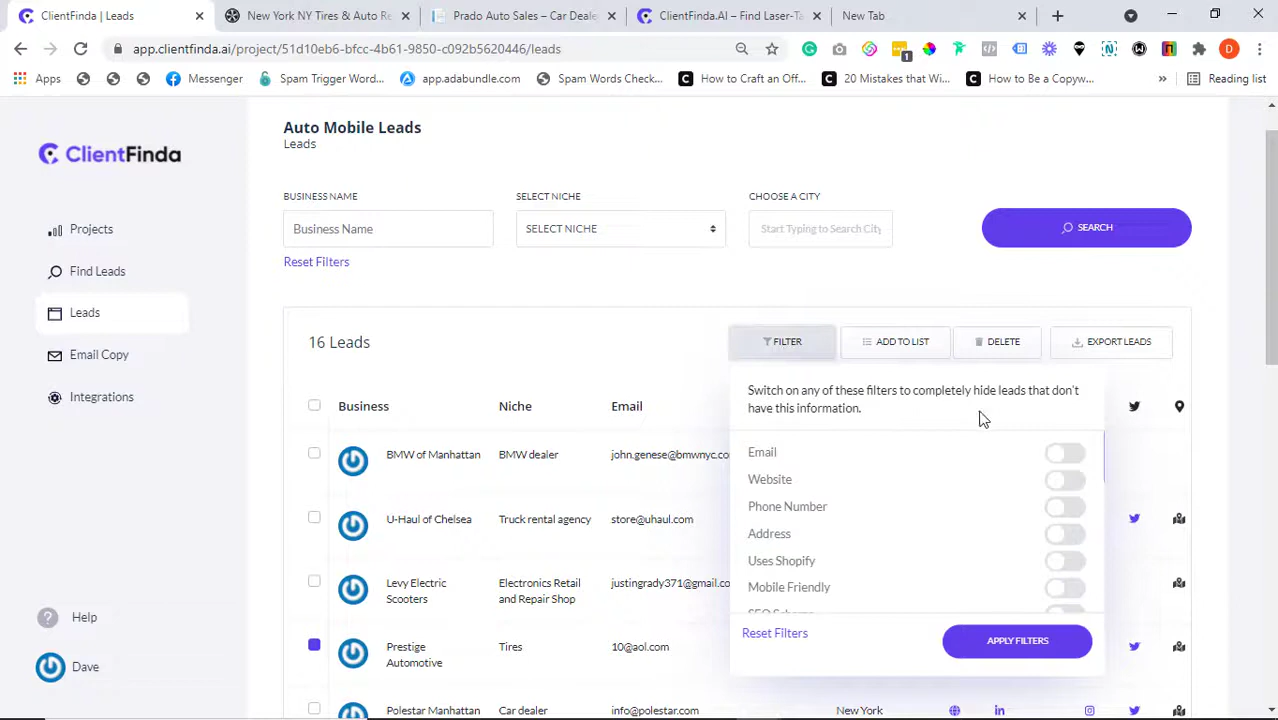 ClientFinda | Leads
New York NY Tires & Auto Re
Prado Auto Sales – Car Deale
ClientFinda.AI – Find Laser-Ta
New Tab
app.clientfinda.ai/project/51d10eb6-bfcc-4b61-9850-c092b5620446/leads
1
D
Apps
Messenger
Spam Trigger Word...
app.adabundle.com
Spam Words Check...
How to Craft an Off...
20 Mistakes that Wi...
How to Be a Copyw...
Reading list
ClientFinda
Projects
Find Leads
Leads
Email Copy
Integrations
Help
Dave
Auto Mobile Leads
Leads
BUSINESS NAME
SELECT NICHE
CHOOSE A CITY
Business Name
SELECT NICHE
Start Typing to Search City
SEARCH
Reset Filters
16 Leads
FILTER
ADD TO LIST
DELETE
EXPORT LEADS
Business
Niche
Email
BMW of Manhattan
BMW dealer
john.genese@bmwnyc.co
U-Haul of Chelsea
Truck rental agency
store@uhaul.com
Levy Electric
Scooters
Electronics Retail
and Repair Shop
justingrady371@gmail.co
Prestige
Automotive
Tires
10@aol.com
Polestar Manhattan
Car dealer
info@polestar.com
New York
Switch on any of these filters to completely hide leads that don't
have this information.
Email
Website
Phone Number
Address
Uses Shopify
Mobile Friendly
SEO Schema
Reset Filters
APPLY FILTERS